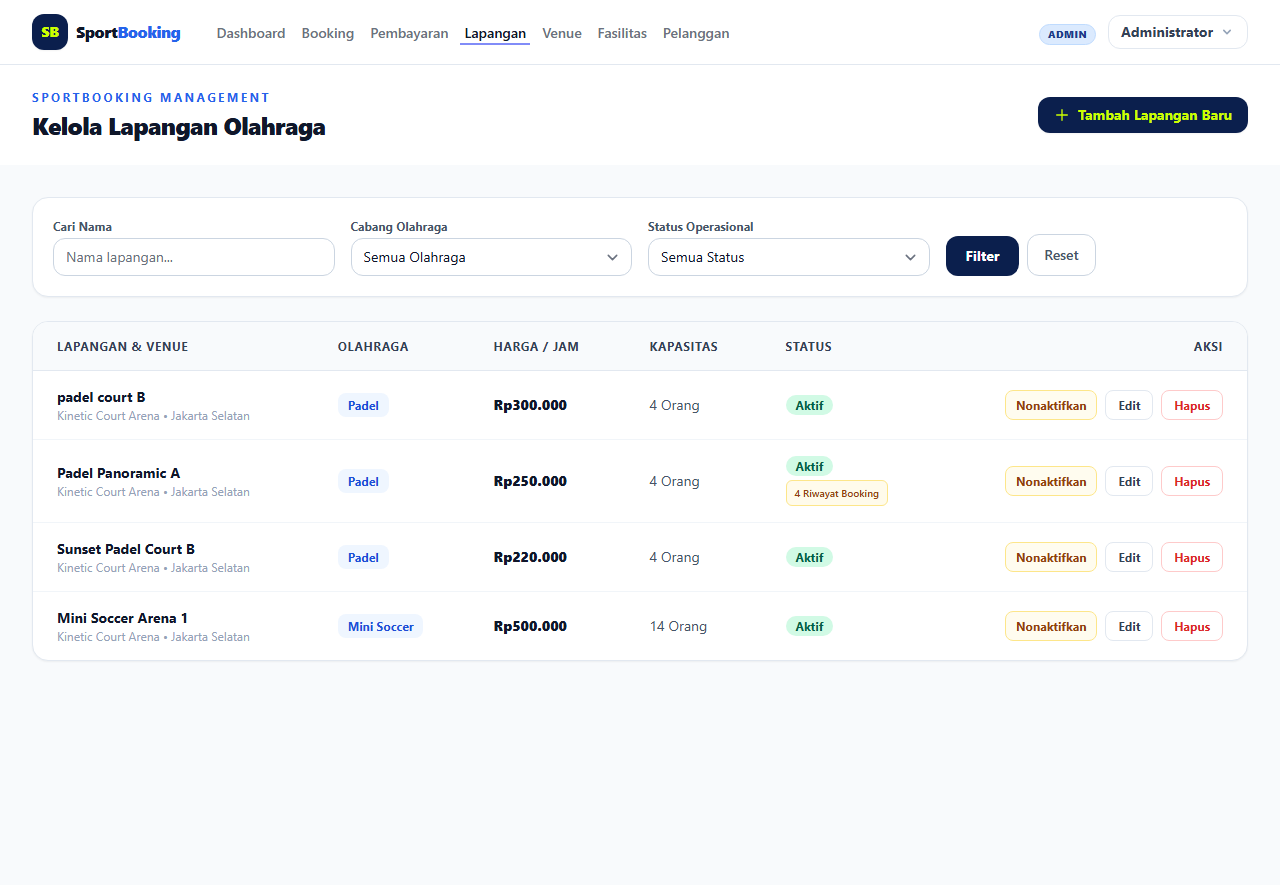 SB SportBooking Dashboard Booking Pembayaran Lapangan Venue Fasilitas Pelanggan ADMIN Administrator
SPORTBOOKING MANAGEMENT
Kelola Lapangan Olahraga
+ Tambah Lapangan Baru
Cari Nama Cabang Olahraga Status Operasional
Nama lapangan... Semua Olahraga Semua Status Filter Reset
LAPANGAN & VENUE OLAHRAGA HARGA / JAM KAPASITAS STATUS AKSI
padel court B
Kinetic Court Arena • Jakarta Selatan
Padel Rp300.000 4 Orang Aktif Nonaktifkan Edit Hapus
Padel Panoramic A
Kinetic Court Arena • Jakarta Selatan
Padel Rp250.000 4 Orang Aktif
4 Riwayat Booking
Nonaktifkan Edit Hapus
Sunset Padel Court B
Kinetic Court Arena • Jakarta Selatan
Padel Rp220.000 4 Orang Aktif Nonaktifkan Edit Hapus
Mini Soccer Arena 1
Kinetic Court Arena • Jakarta Selatan
Mini Soccer Rp500.000 14 Orang Aktif Nonaktifkan Edit Hapus